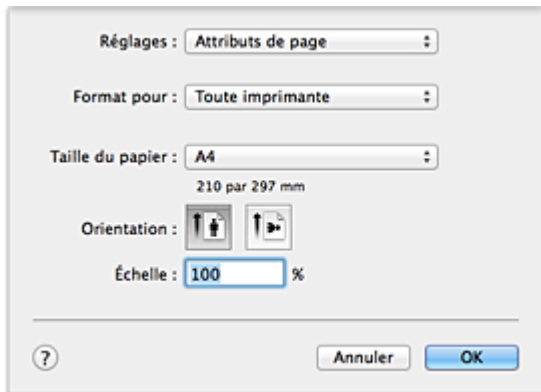 Réglages : Attributs de page
Format pour : Toute imprimante
Taille du papier : A4
210 par 297 mm
Orientation :
Échelle : 100 %
? Annuler OK